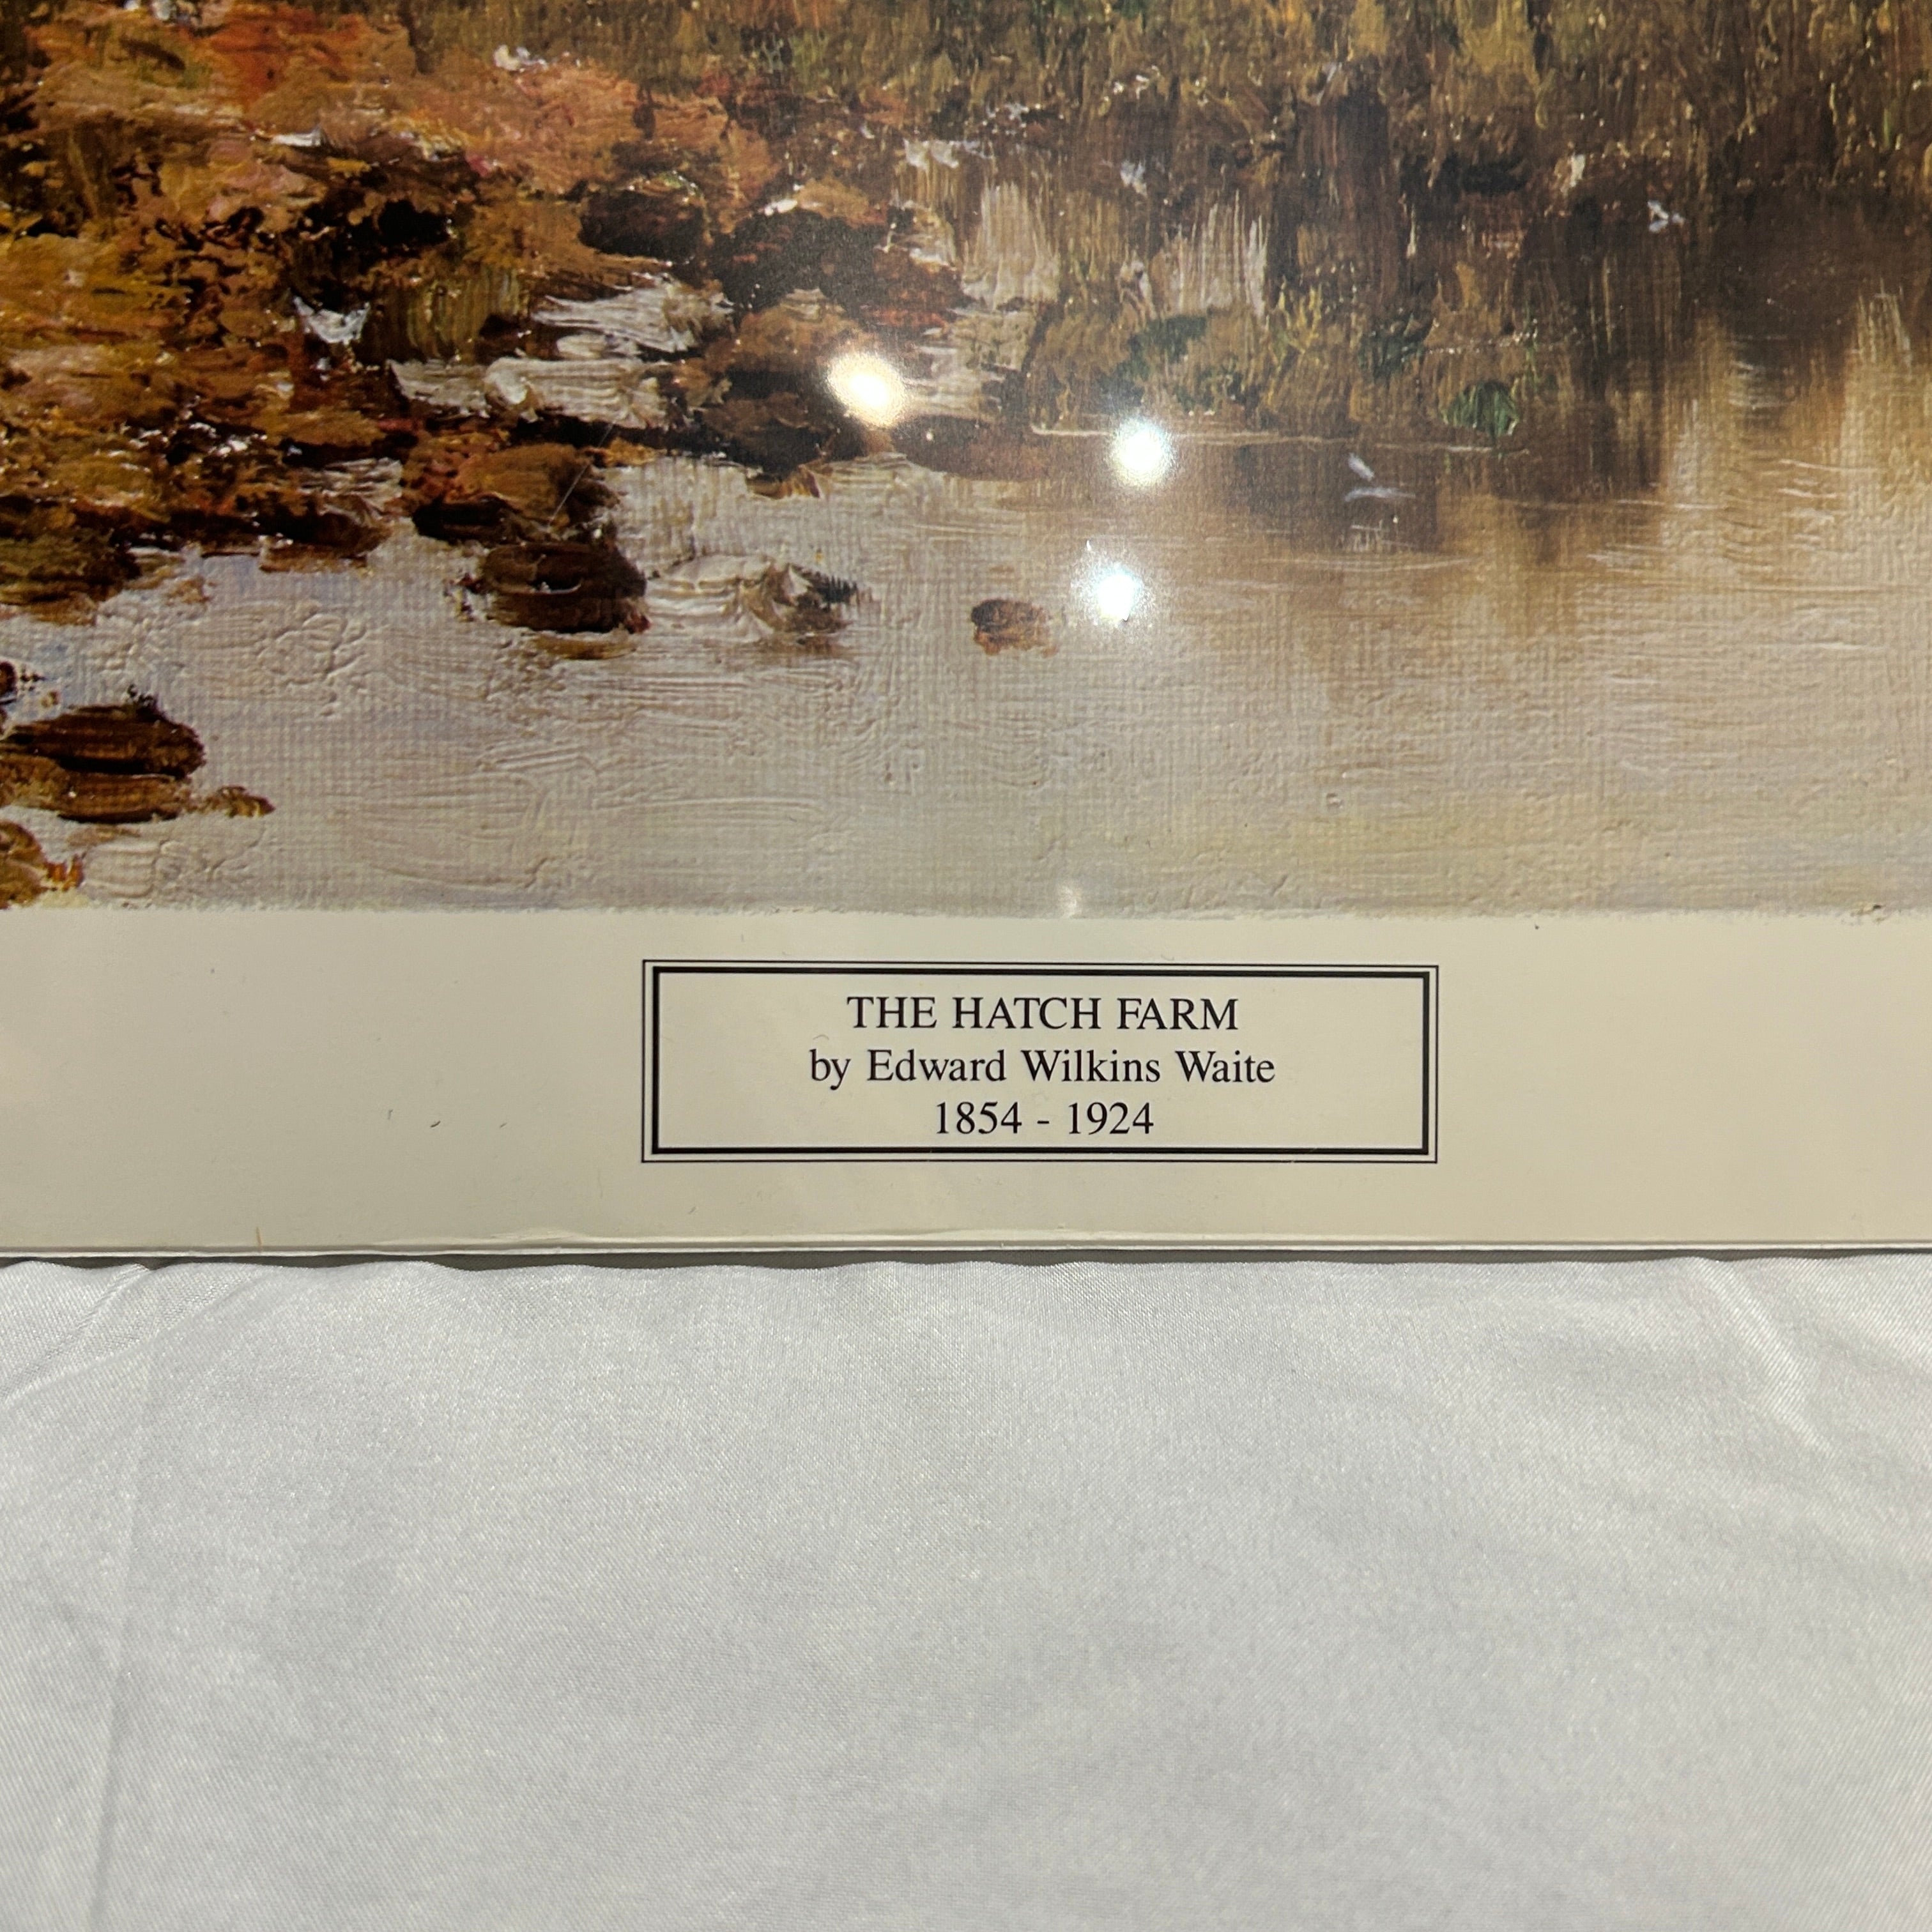 THE HATCH FARM
by Edward Wilkins Waite
1854 - 1924